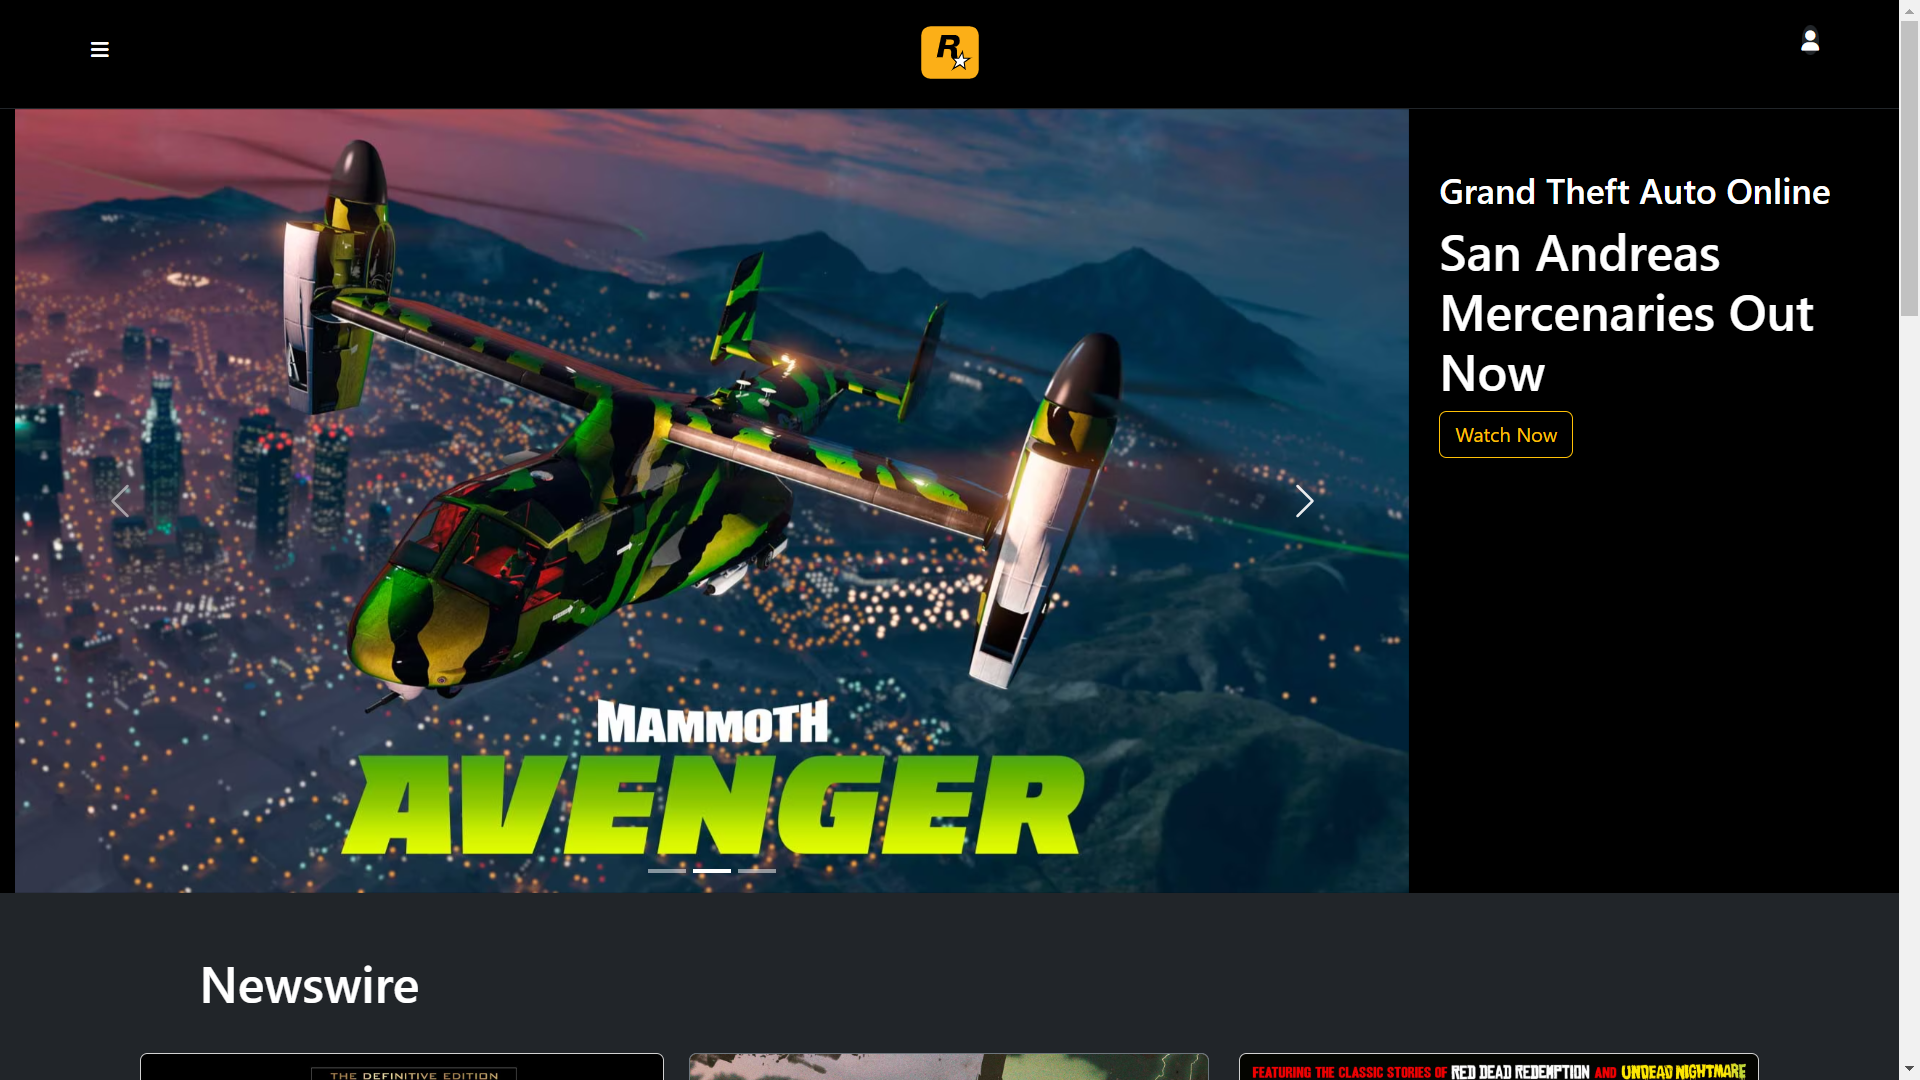 R
Grand Theft Auto Online
San Andreas
Mercenaries Out
Now
Watch Now
MAMMOTH
AVENGER
Newswire
THE DEFINITIVE EDITION
FEATURING THE CLASSIC STORIES OF RED DEAD REDEMPTION AND UNDEAD NIGHTMARE